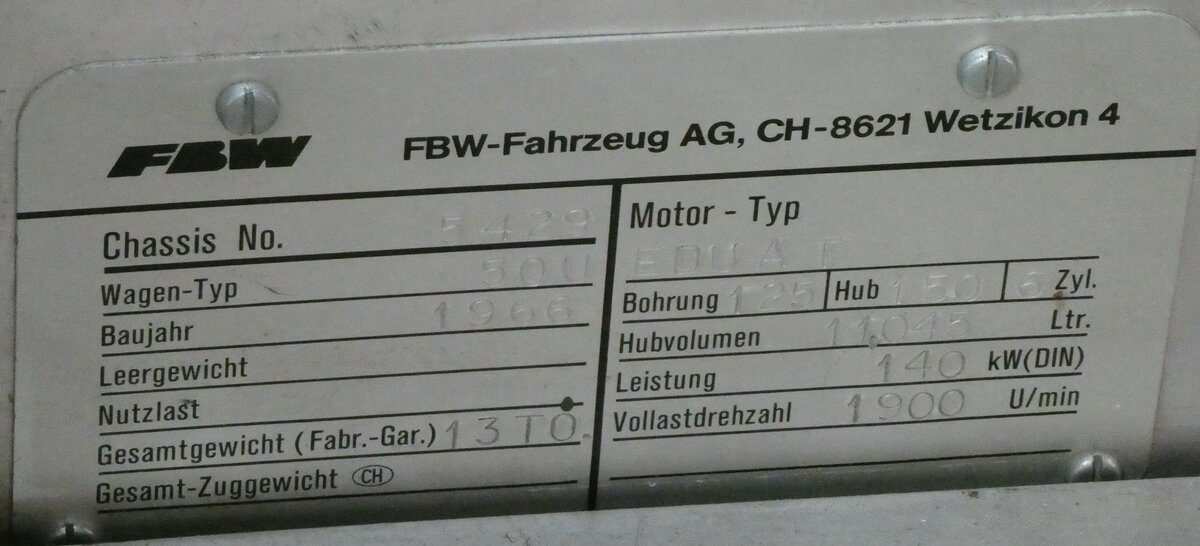 FBW FBW-Fahrzeug AG, CH-8621 Wetzikon 4
Chassis No. 5429
Wagen-Typ 50U
Baujahr 1966
Leergewicht
Nutzlast
Gesamtgewicht (Fabr.-Gar.) 13TO.
Gesamt-Zuggewicht CH
Motor - Typ
EDU A T
Bohrung 125 Hub 150 6 Zyl.
Hubvolumen 11.045 Ltr.
Leistung 140 kW(DIN)
Vollastdrehzahl 1900 U/min